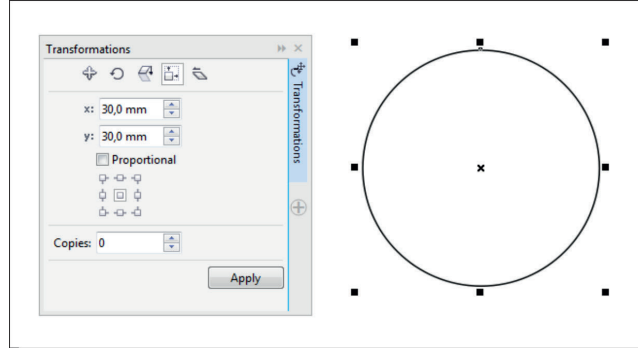 Transformations
x: 30,0 mm
y: 30,0 mm
Proportional
Copies: 0
Apply
Transformations